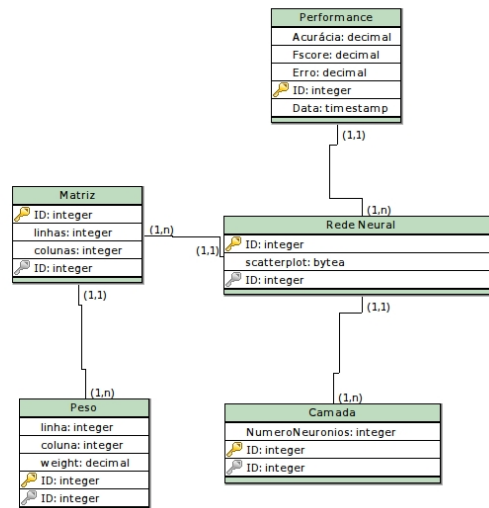 Performance
Acurácia: decimal
Fscore: decimal
Erro: decimal
ID: integer
Data: timestamp
(1,1)
(1,n)
Matriz
ID: integer
linhas: integer
colunas: integer
ID: integer
(1,n)
(1,1)
Rede Neural
ID: integer
scatterplot: bytea
ID: integer
(1,1)
(1,1)
(1,n)
Peso
linha: integer
coluna: integer
weight: decimal
ID: integer
ID: integer
(1,n)
Camada
NumeroNeuronios: integer
ID: integer
ID: integer